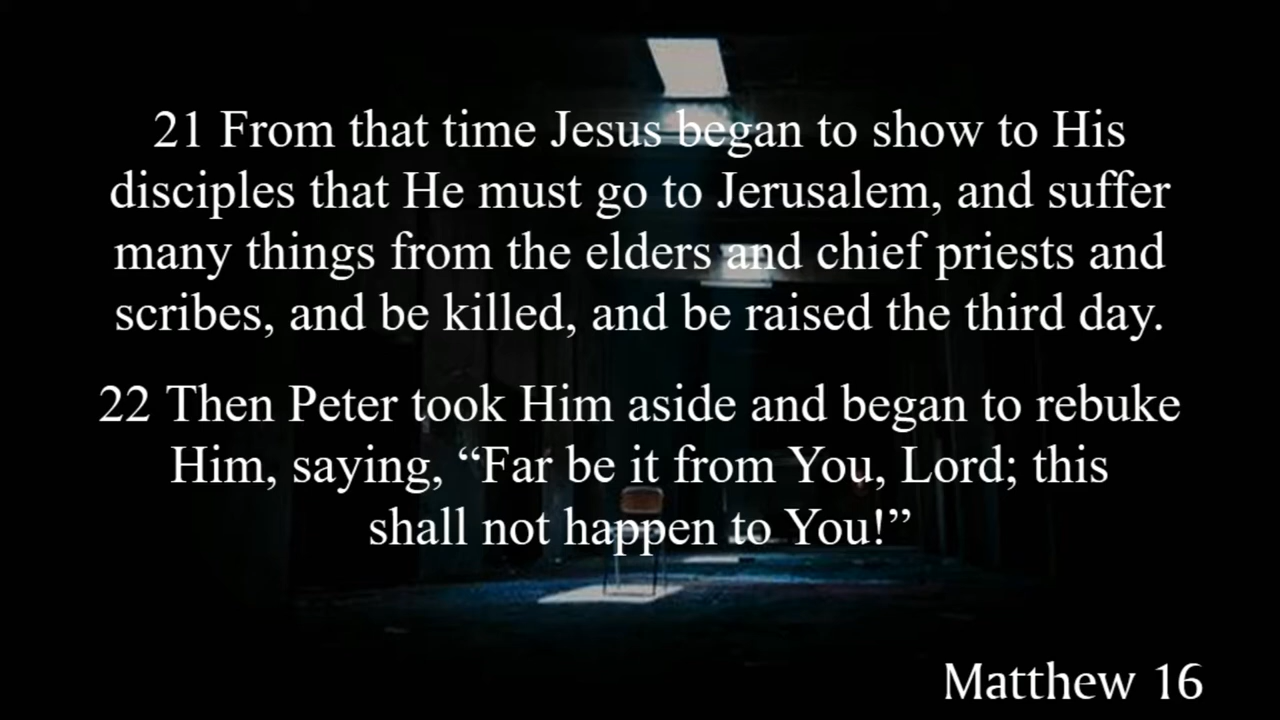 21 From that time Jesus began to show to His
disciples that He must go to Jerusalem, and suffer
many things from the elders and chief priests and
scribes, and be killed, and be raised the third day.
22 Then Peter took Him aside and began to rebuke
Him, saying, “Far be it from You, Lord; this
shall not happen to You!”
Matthew 16